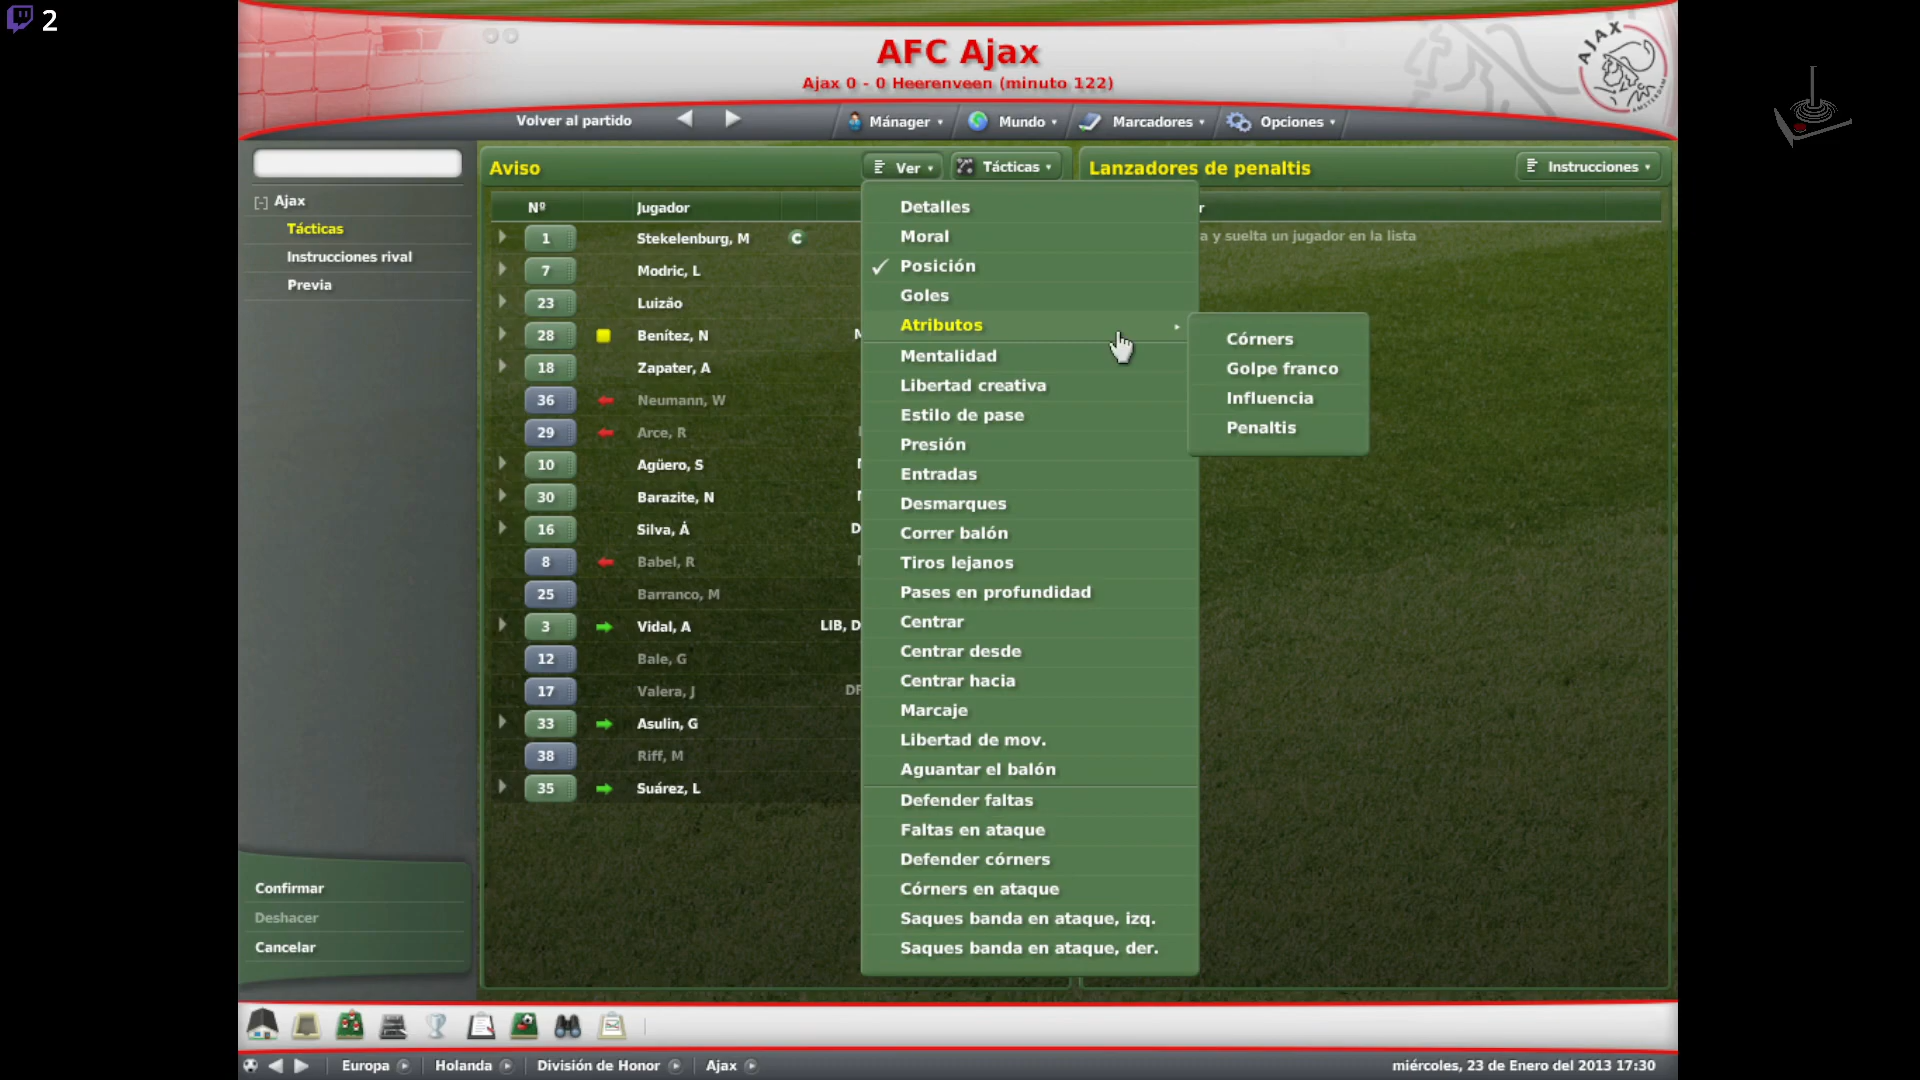 2
AFC Ajax
Ajax 0 - 0 Heerenveen (minuto 122)
AJAX
AMSTERDAM
Volver al partido
Mánager
Mundo
Marcadores
Opciones
Ajax
Tácticas
Instrucciones rival
Previa
Aviso
Ver
Tácticas
Lanzadores de penaltis
Instrucciones
Nº Jugador
r
a y suelta un jugador en la lista
1 Stekelenburg, M C
7 Modric, L
23 Luizão
28 Benítez, N M
18 Zapater, A
36 Neumann, W
29 Arce, R
10 Agüero, S
30 Barazite, N
16 Silva, Á D
8 Babel, R
25 Barranco, M
3 Vidal, A LIB, D
12 Bale, G
17 Valera, J DF
33 Asulin, G
38 Riff, M
35 Suárez, L
Detalles
Moral
Posición
Goles
Atributos
Mentalidad
Libertad creativa
Estilo de pase
Presión
Entradas
Desmarques
Correr balón
Tiros lejanos
Pases en profundidad
Centrar
Centrar desde
Centrar hacia
Marcaje
Libertad de mov.
Aguantar el balón
Defender faltas
Faltas en ataque
Defender córners
Córners en ataque
Saques banda en ataque, izq.
Saques banda en ataque, der.
Córners
Golpe franco
Influencia
Penaltis
Confirmar
Deshacer
Cancelar
Europa
Holanda
División de Honor
Ajax
miércoles, 23 de Enero del 2013 17:30